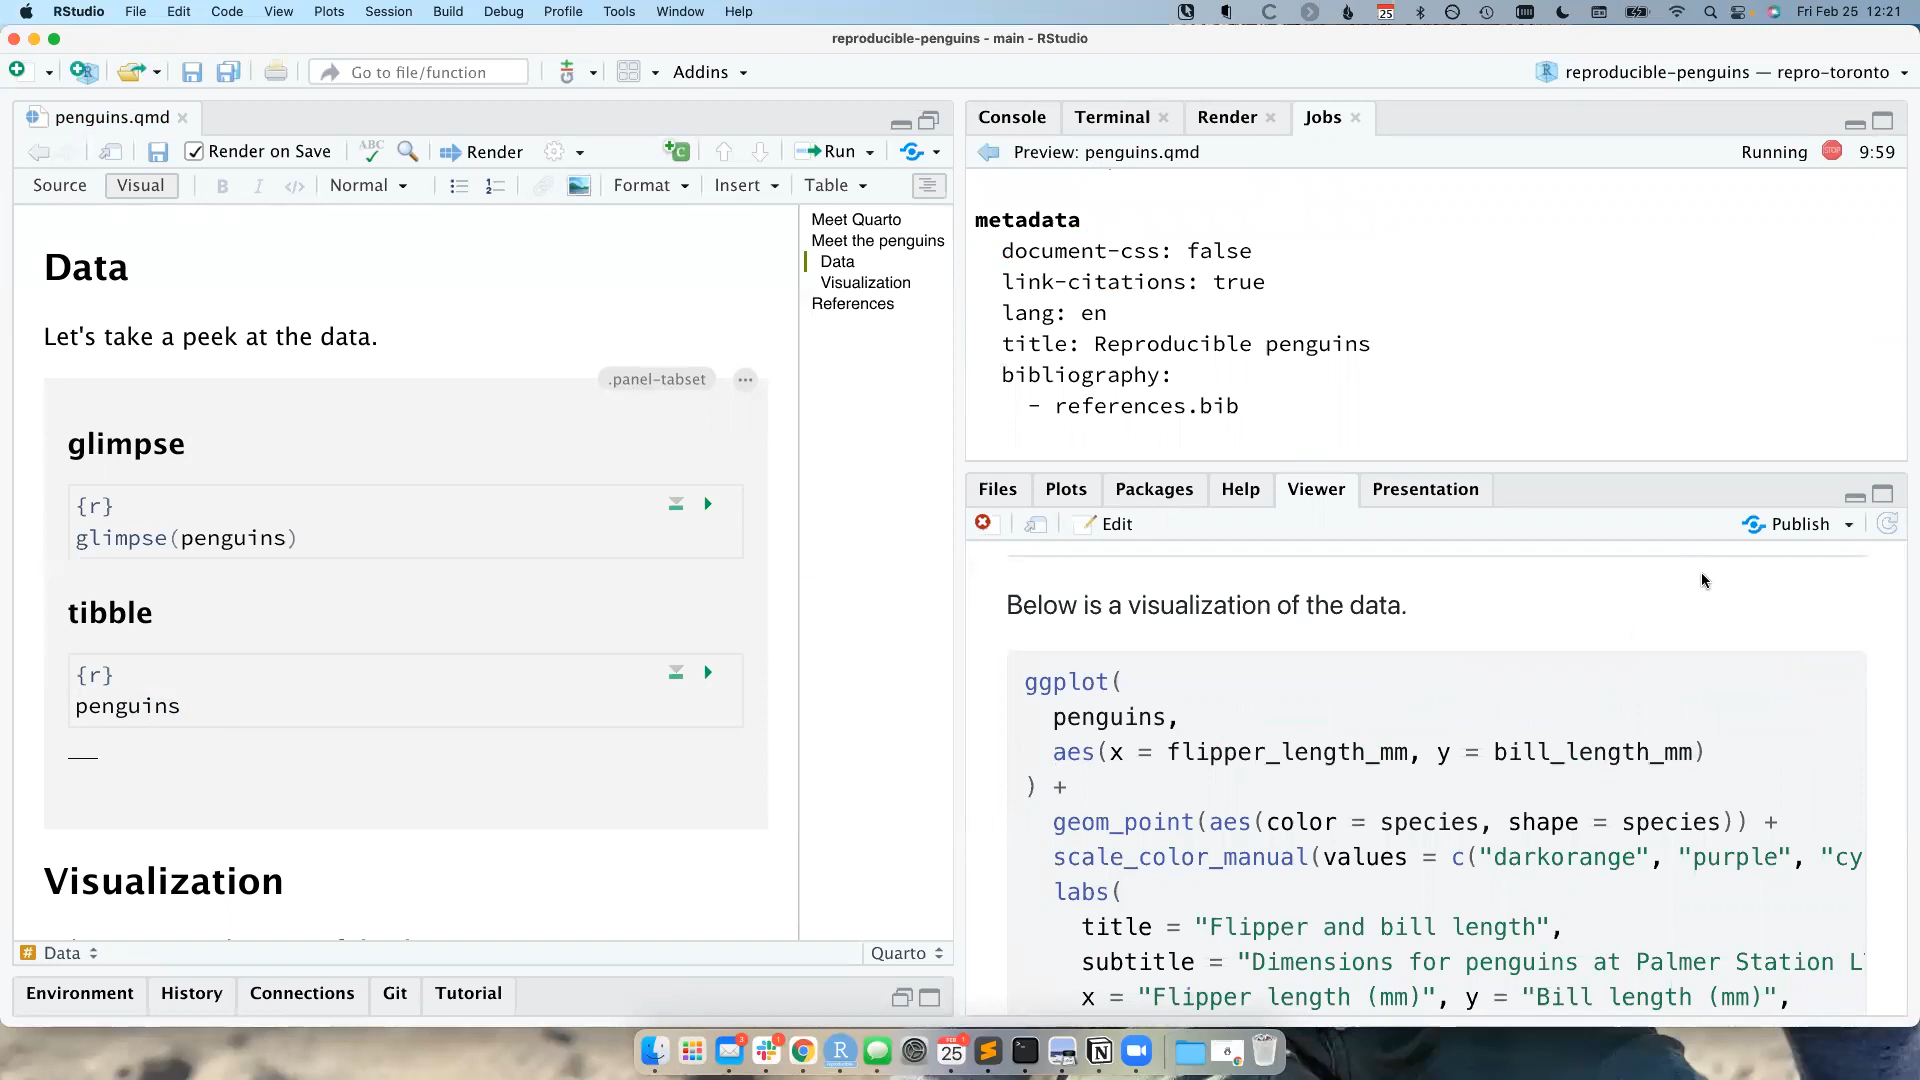 RStudio File Edit Code View Plots Session Build Debug Profile Tools Window Help 25 Fri Feb 25 12:21
reproducible-penguins - main - RStudio
Go to file/function Addins reproducible-penguins — repro-toronto
penguins.qmd
Render on Save ABC Render Run
Source Visual B I </> Normal Format Insert Table
Data
Let's take a peek at the data.
.panel-tabset
glimpse
{r}
glimpse(penguins)
tibble
{r}
penguins
Visualization
Meet Quarto
Meet the penguins
Data
Visualization
References
# Data Quarto
Environment History Connections Git Tutorial
Console Terminal Render Jobs
Preview: penguins.qmd Running STOP 9:59
metadata
document-css: false
link-citations: true
lang: en
title: Reproducible penguins
bibliography:
- references.bib
Files Plots Packages Help Viewer Presentation
Edit Publish
Below is a visualization of the data.
ggplot(
penguins,
aes(x = flipper_length_mm, y = bill_length_mm)
) +
geom_point(aes(color = species, shape = species)) +
scale_color_manual(values = c("darkorange", "purple", "cy
labs(
title = "Flipper and bill length",
subtitle = "Dimensions for penguins at Palmer Station L
x = "Flipper length (mm)", y = "Bill length (mm)",
FEB
25